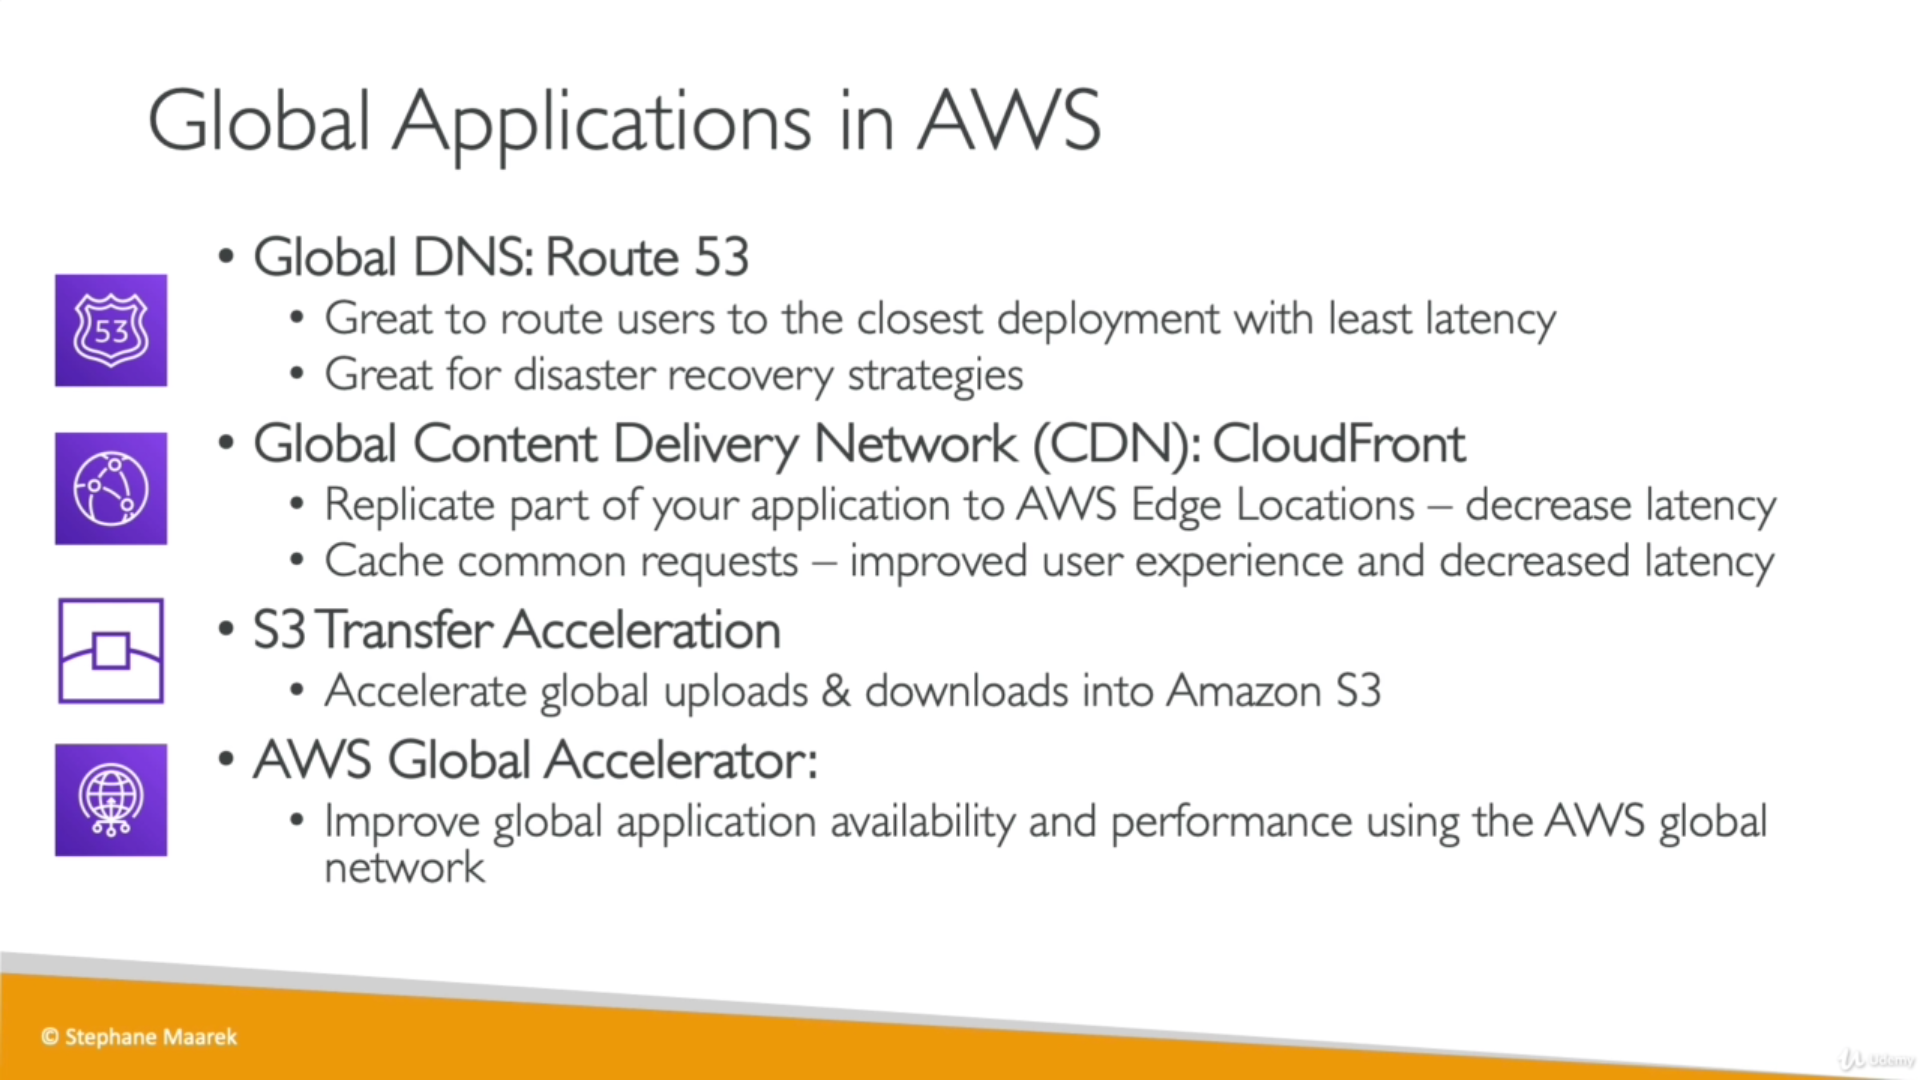 Global Applications in AWS
• Global DNS: Route 53
53
• Great to route users to the closest deployment with least latency
• Great for disaster recovery strategies
• Global Content Delivery Network (CDN): CloudFront
• Replicate part of your application to AWS Edge Locations – decrease latency
• Cache common requests – improved user experience and decreased latency
• S3 Transfer Acceleration
• Accelerate global uploads & downloads into Amazon S3
• AWS Global Accelerator:
• Improve global application availability and performance using the AWS global
network
© Stephane Maarek
Udemy